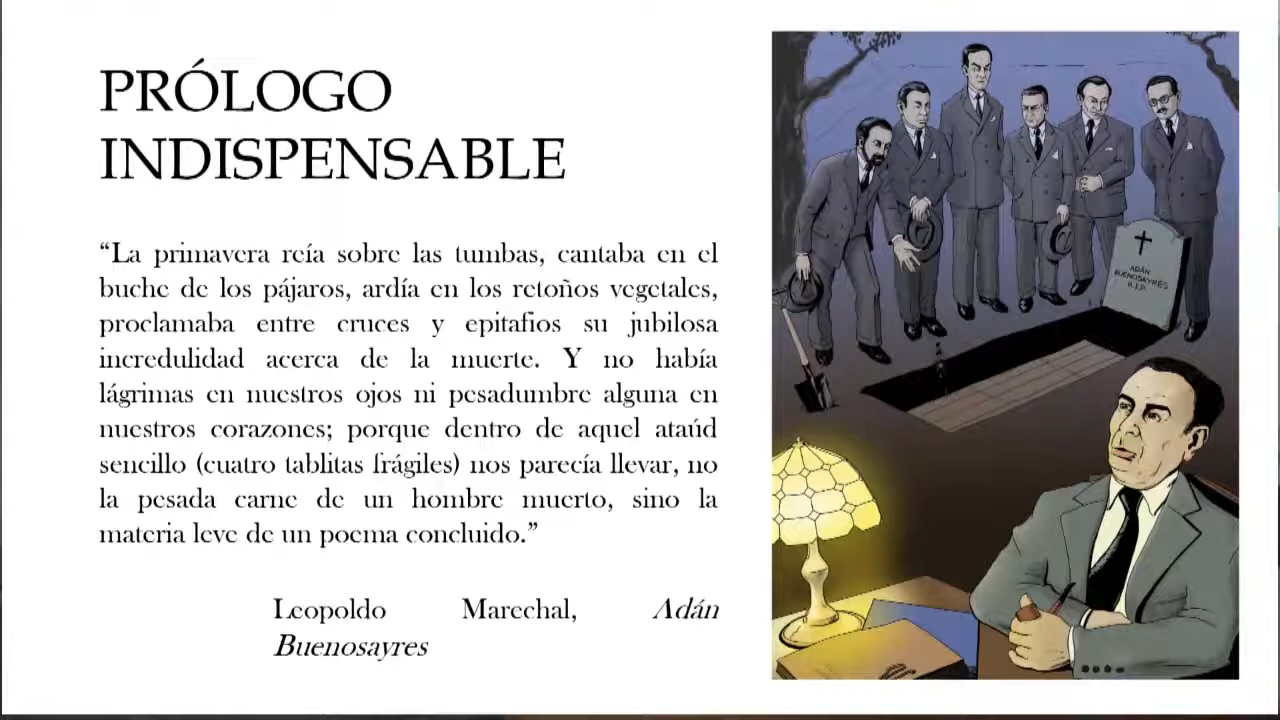 PRÓLOGO
INDISPENSABLE
“La primavera reía sobre las tumbas, cantaba en el
buche de los pájaros, ardía en los retoños vegetales,
proclamaba entre cruces y epitafios su jubilosa
incredulidad acerca de la muerte. Y no había
lágrimas en nuestros ojos ni pesadumbre alguna en
nuestros corazones; porque dentro de aquel ataúd
sencillo (cuatro tablitas frágiles) nos parecía llevar, no
la pesada carne de un hombre muerto, sino la
materia leve de un poema concluido.”
Leopoldo Marechal, Adán
Buenosayres
ADÁN
BUENOSAYRES
R.I.P.